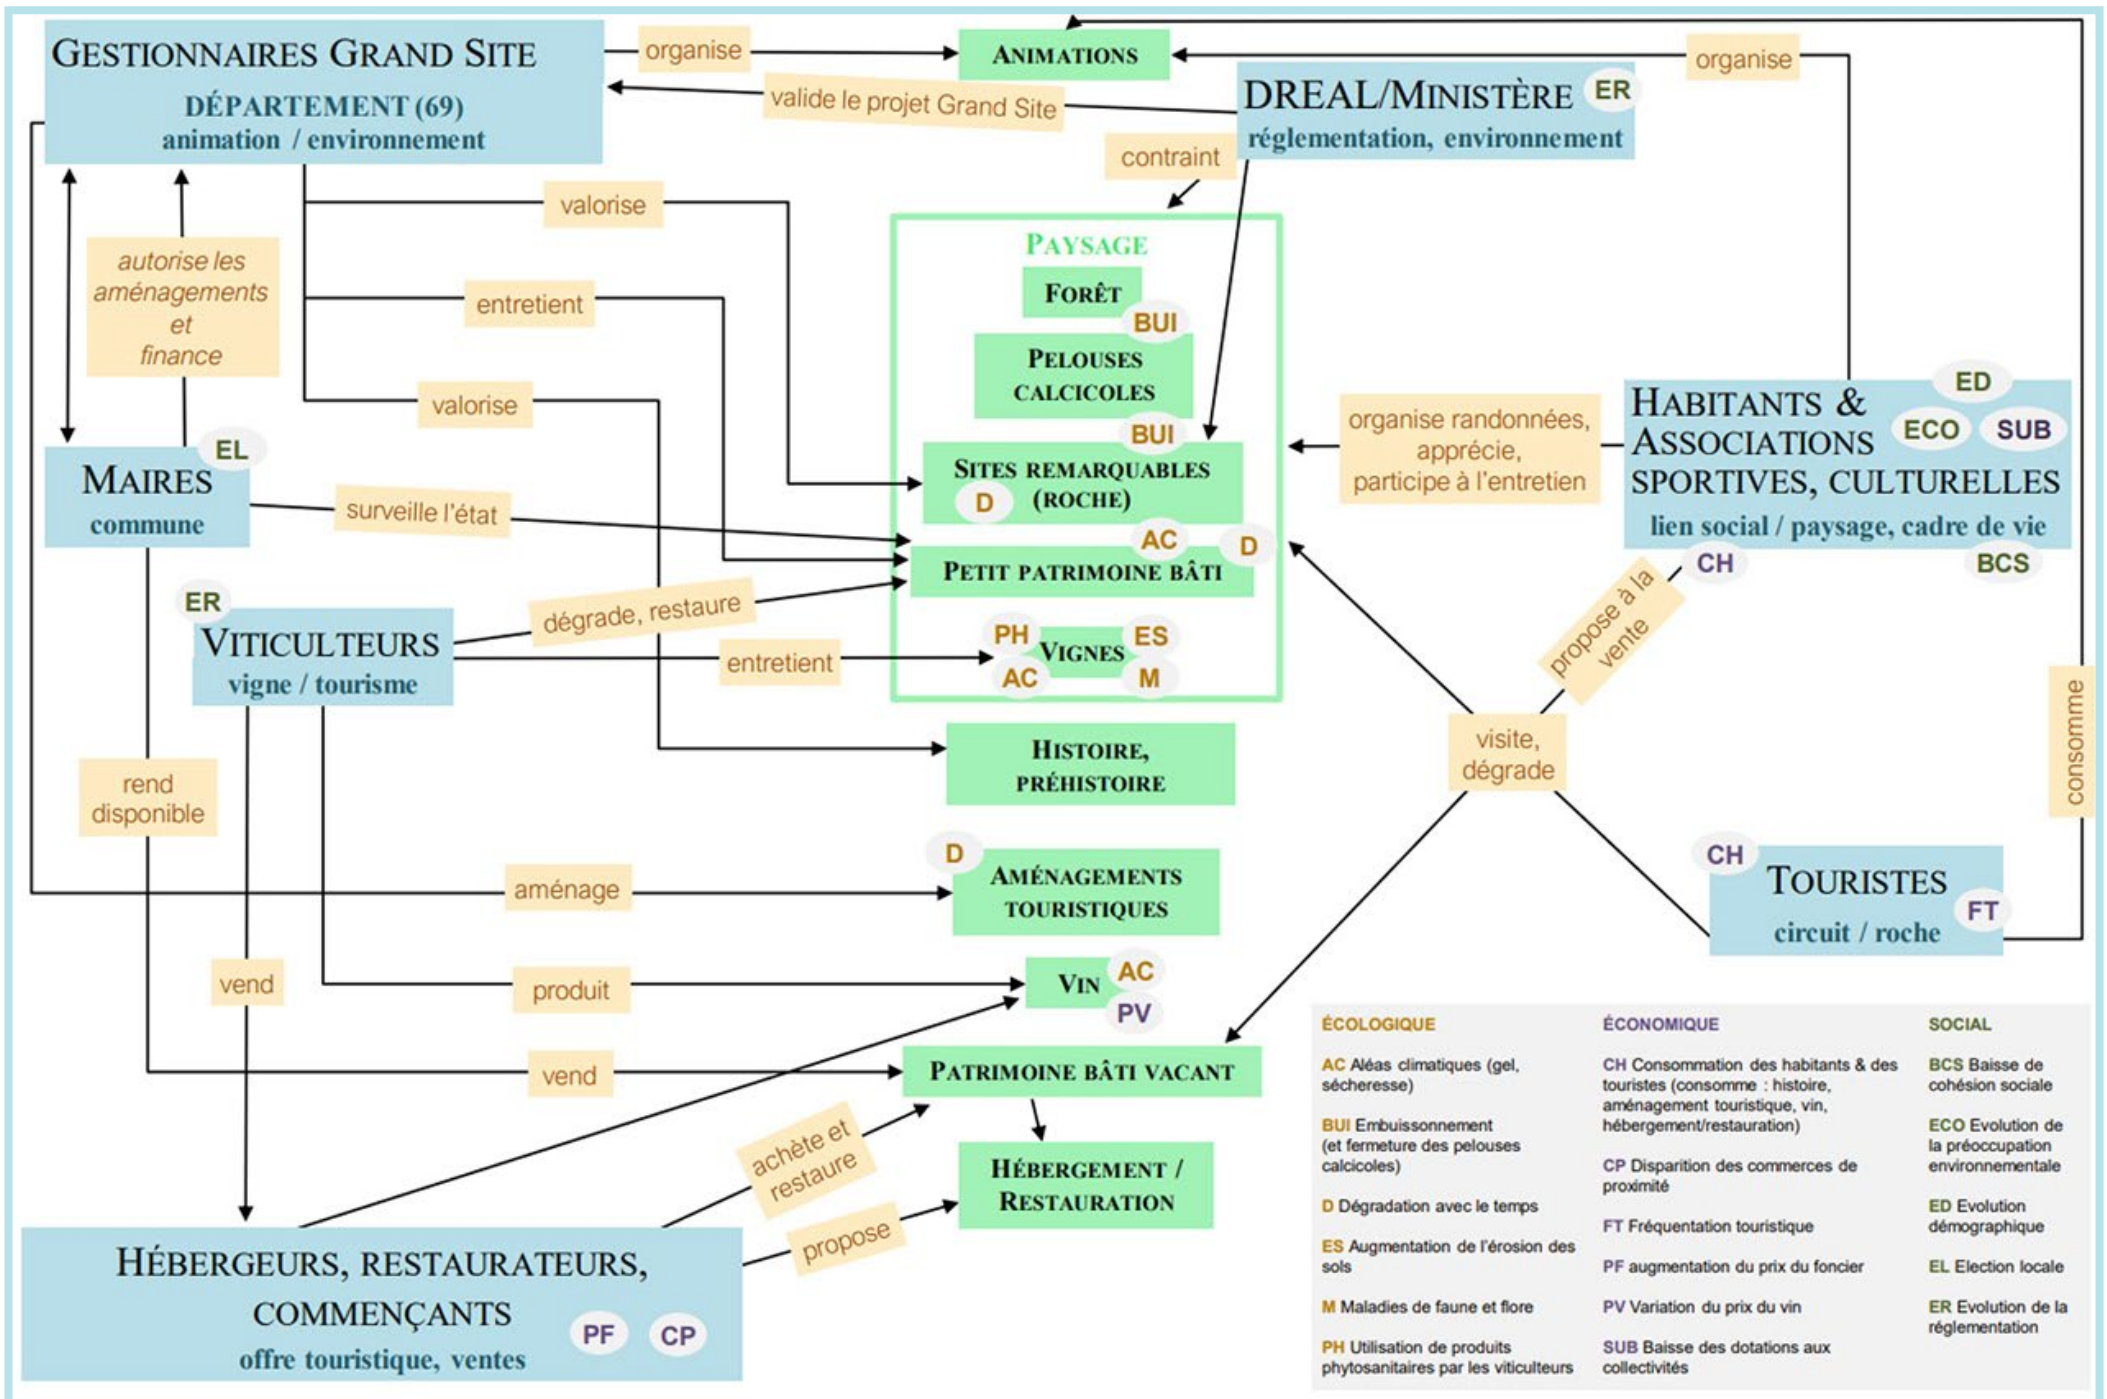 GESTIONNAIRES GRAND SITE
DÉPARTEMENT (69)
animation / environnement
organise
ANIMATIONS
organise
valide le projet Grand Site
DREAL/MINISTÈRE
ER
réglementation, environnement
contraint
autorise les
aménagements
et
finance
valorise
entretient
valorise
PAYSAGE
FORÊT
BUI
PELOUSES
CALCICOLES
BUI
SITES REMARQUABLES
(ROCHE)
D
AC
D
PETIT PATRIMOINE BÂTI
PH
ES
VIGNES
AC
M
organise randonnées,
apprécie,
participe à l'entretien
ED
HABITANTS &
ECO
SUB
ASSOCIATIONS
SPORTIVES, CULTURELLES
lien social / paysage, cadre de vie
CH
BCS
EL
MAIRES
commune
surveille l'état
ER
VITICULTEURS
vigne / tourisme
dégrade, restaure
entretient
propose à la
vente
visite,
dégrade
consomme
HISTOIRE,
PRÉHISTOIRE
rend
disponible
D
AMÉNAGEMENTS
TOURISTIQUES
aménage
CH
TOURISTES
FT
circuit / roche
vend
produit
VIN
AC
PV
vend
PATRIMOINE BÂTI VACANT
achète et
restaure
propose
HÉBERGEMENT /
RESTAURATION
HÉBERGEURS, RESTAURATEURS,
COMMENÇANTS
PF
CP
offre touristique, ventes
ÉCOLOGIQUE
AC Aléas climatiques (gel,
sécheresse)
BUI Embuissonnement
(et fermeture des pelouses
calcicoles)
D Dégradation avec le temps
ES Augmentation de l'érosion des
sols
M Maladies de faune et flore
PH Utilisation de produits
phytosanitaires par les viticulteurs
ÉCONOMIQUE
CH Consommation des habitants & des
touristes (consomme : histoire,
aménagement touristique, vin,
hébergement/restauration)
CP Disparition des commerces de
proximité
FT Fréquentation touristique
PF augmentation du prix du foncier
PV Variation du prix du vin
SUB Baisse des dotations aux
collectivités
SOCIAL
BCS Baisse de
cohésion sociale
ECO Evolution de
la préoccupation
environnementale
ED Evolution
démographique
EL Election locale
ER Evolution de la
réglementation